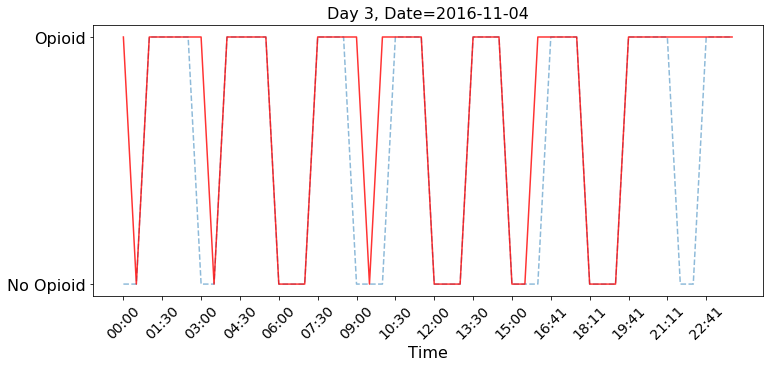 Day 3, Date=2016-11-04
Opioid
No Opioid
00:00 01:30 03:00 04:30 06:00 07:30 09:00 10:30 12:00 13:30 15:00 16:41 18:11 19:41 21:11 22:41
Time